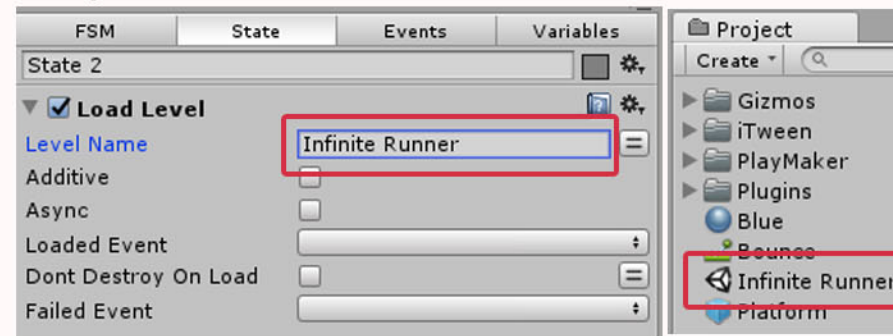 FSM State Events Variables
State 2
Load Level
Level Name Infinite Runner
Additive
Async
Loaded Event
Dont Destroy On Load
Failed Event
Project
Create
Gizmos
iTween
PlayMaker
Plugins
Blue
Bounce
Infinite Runner
Platform